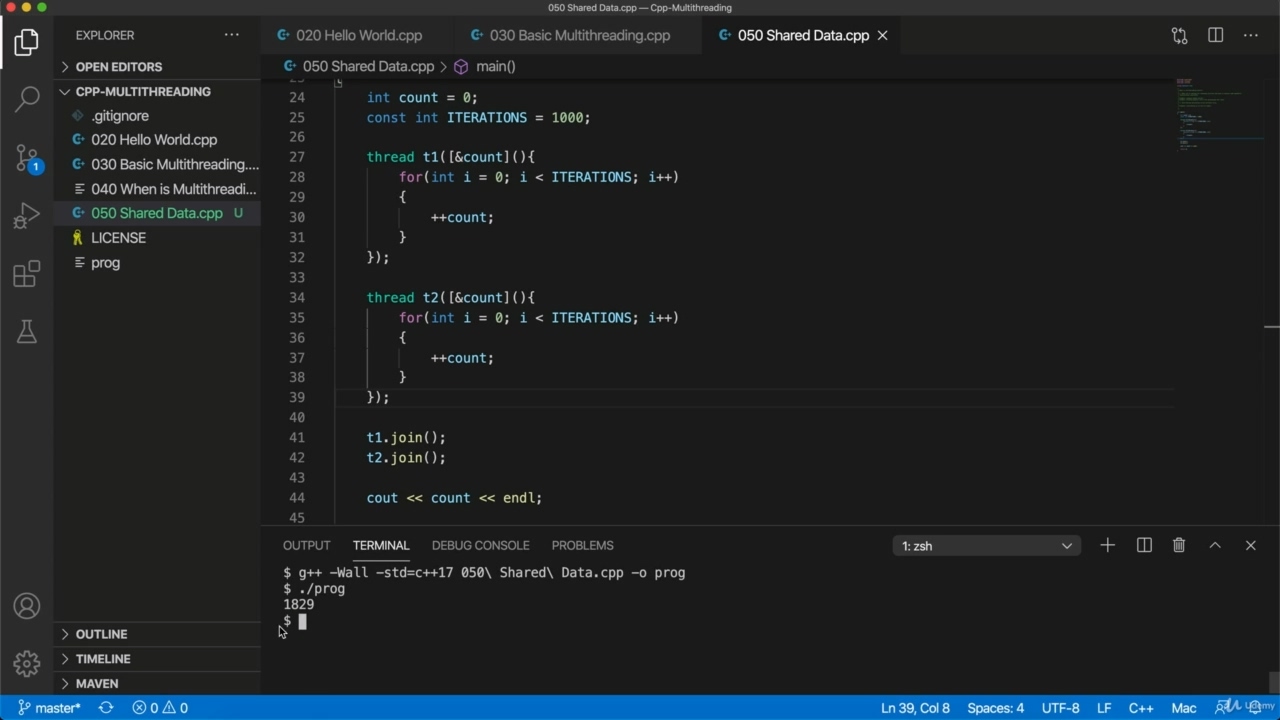 050 Shared Data.cpp — Cpp-Multithreading
EXPLORER
020 Hello World.cpp
030 Basic Multithreading.cpp
050 Shared Data.cpp
OPEN EDITORS
050 Shared Data.cpp > main()
CPP-MULTITHREADING
.gitignore
020 Hello World.cpp
030 Basic Multithreading....
040 When is Multithreadi...
050 Shared Data.cpp U
LICENSE
prog
1
24 int count = 0;
25 const int ITERATIONS = 1000;
26
27 thread t1([&count](){
28 for(int i = 0; i < ITERATIONS; i++)
29 {
30 ++count;
31 }
32 });
33
34 thread t2([&count](){
35 for(int i = 0; i < ITERATIONS; i++)
36 {
37 ++count;
38 }
39 });
40
41 t1.join();
42 t2.join();
43
44 cout << count << endl;
45
OUTPUT TERMINAL DEBUG CONSOLE PROBLEMS
1: zsh
$ g++ -Wall -std=c++17 050\ Shared\ Data.cpp -o prog
$ ./prog
1829
$
OUTLINE
TIMELINE
MAVEN
master* 0 0
Ln 39, Col 8 Spaces: 4 UTF-8 LF C++ Mac
Udemy